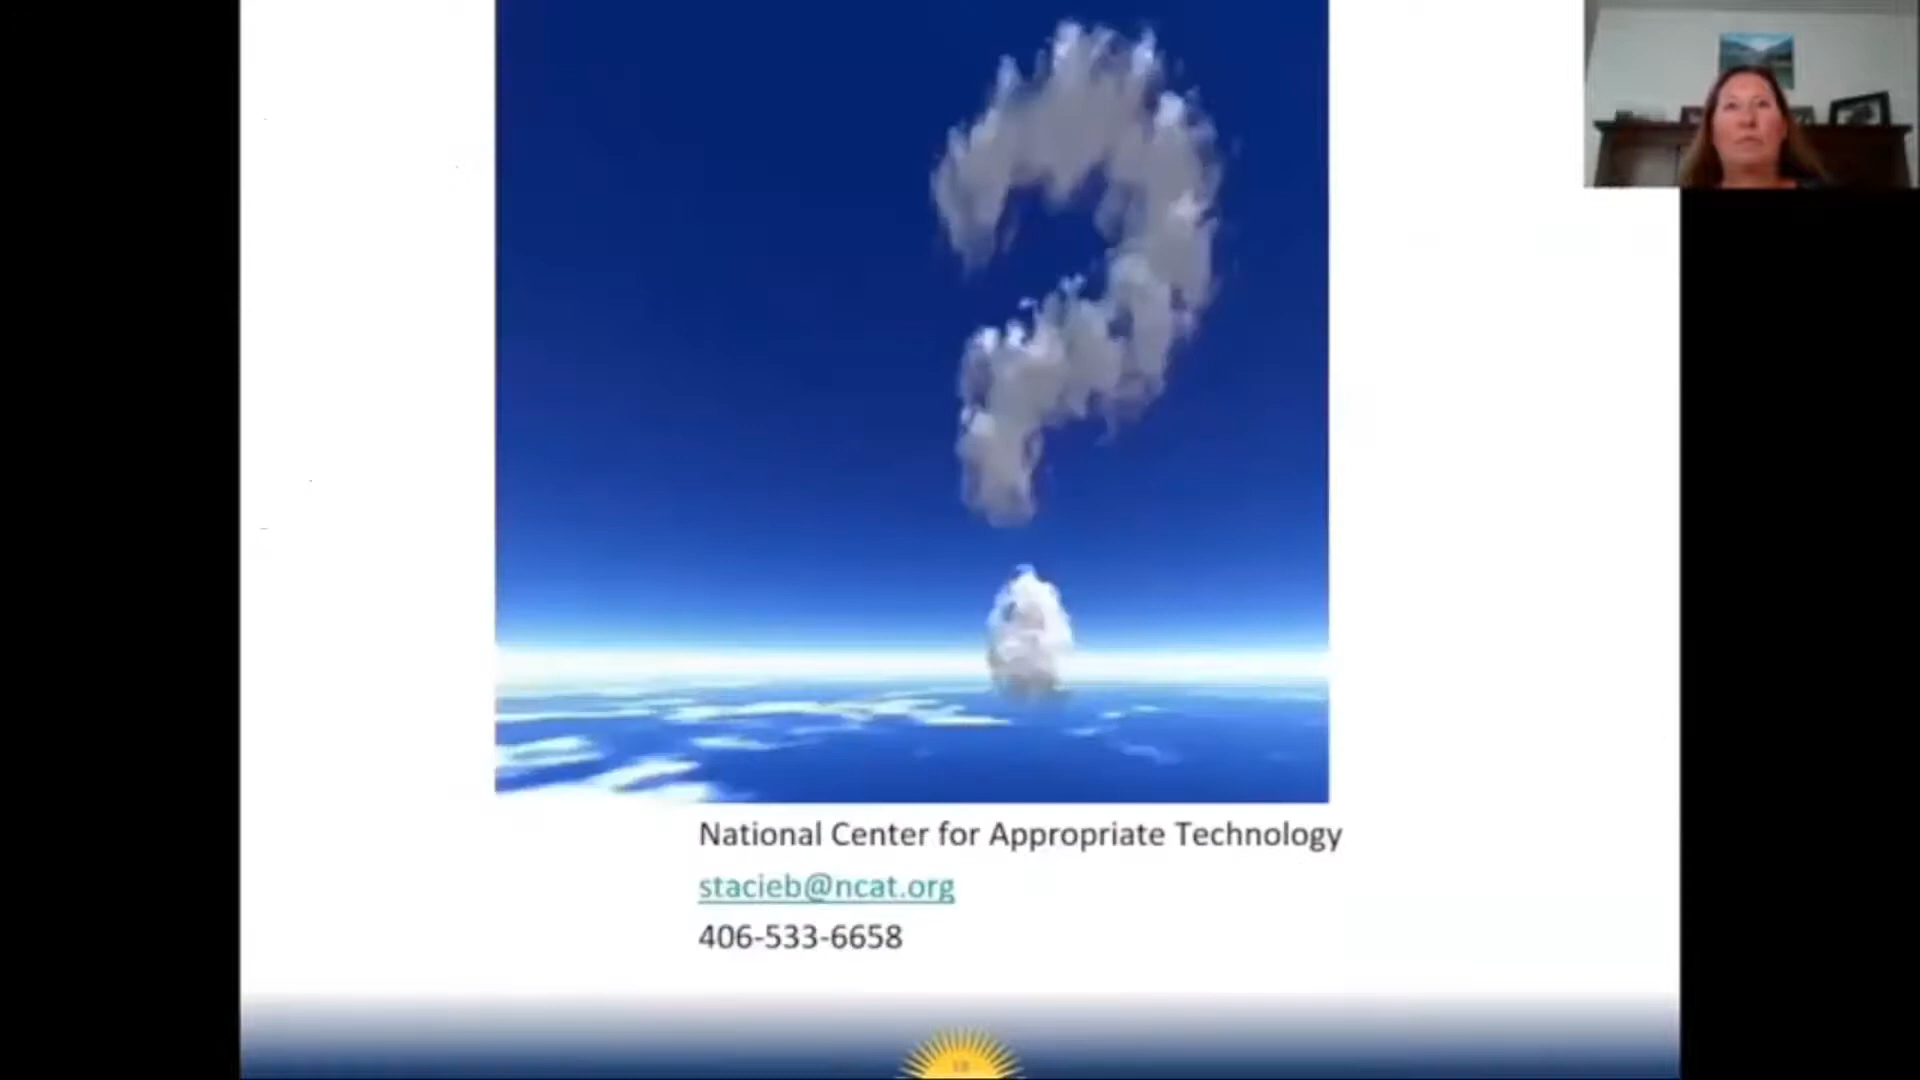 National Center for Appropriate Technology
stacieb@ncat.org
406-533-6658